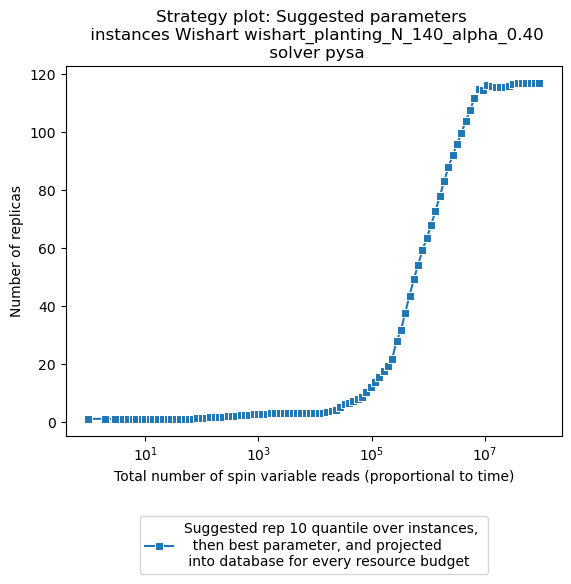 Strategy plot: Suggested parameters
instances Wishart wishart_planting_N_140_alpha_0.40
solver pysa
120
100
80
60
40
20
0
Number of replicas
10^1
10^3
10^5
10^7
Total number of spin variable reads (proportional to time)
Suggested rep 10 quantile over instances,
then best parameter, and projected
into database for every resource budget